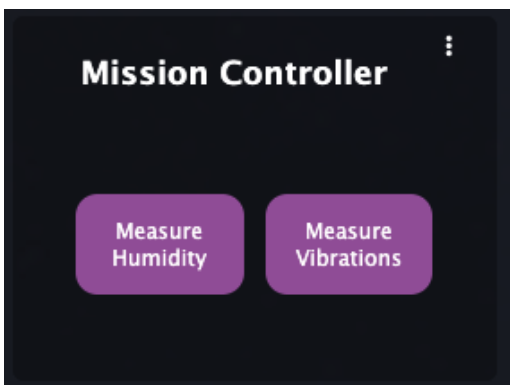 Mission Controller
Measure
Humidity
Measure
Vibrations